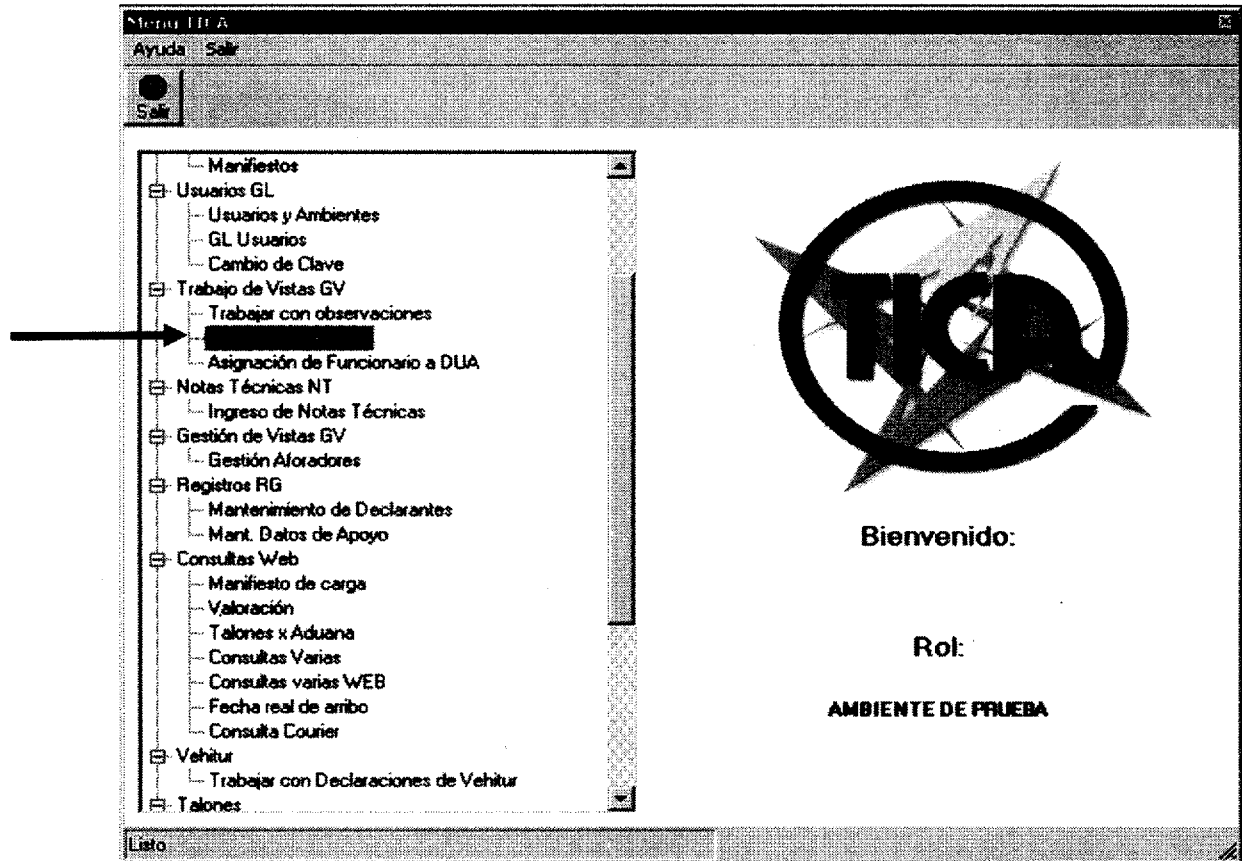 Menu TICA
Ayuda Salir
Salir
Manifiestos
Usuarios GL
Usuarios y Ambientes
GL Usuarios
Cambio de Clave
Trabajo de Vistas GV
Trabajar con observaciones
Asignación de Funcionario a DUA
Notas Técnicas NT
Ingreso de Notas Técnicas
Gestión de Vistas GV
Gestión Aforadores
Registros RG
Mantenimiento de Declarantes
Mant. Datos de Apoyo
Consultas Web
Manifiesto de carga
Valoración
Talones x Aduana
Consultas Varias
Consultas varias WEB
Fecha real de arribo
Consulta Courier
Vehitur
Trabajar con Declaraciones de Vehitur
Talones
TICA
Bienvenido:
Rol:
AMBIENTE DE PRUEBA
Listo